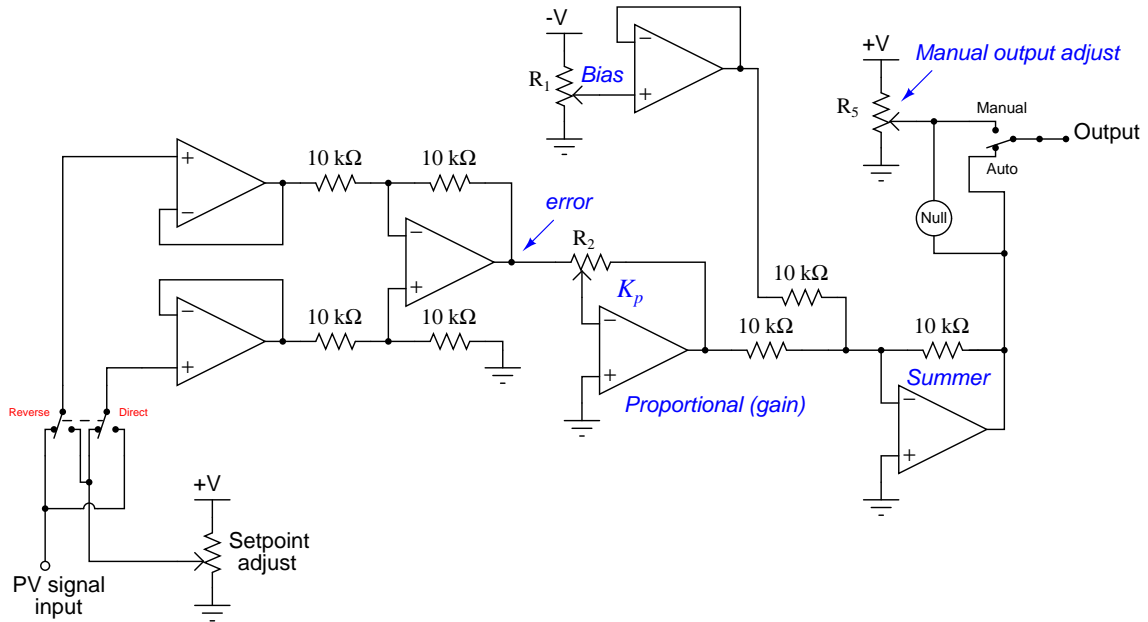 -V
R1
Bias
+V
Manual output adjust
R5
Manual
Output
Auto
Null
10 kΩ
10 kΩ
error
R2
Kp
10 kΩ
10 kΩ
10 kΩ
10 kΩ
10 kΩ
Summer
Proportional (gain)
Reverse
Direct
+V
Setpoint
adjust
PV signal
input